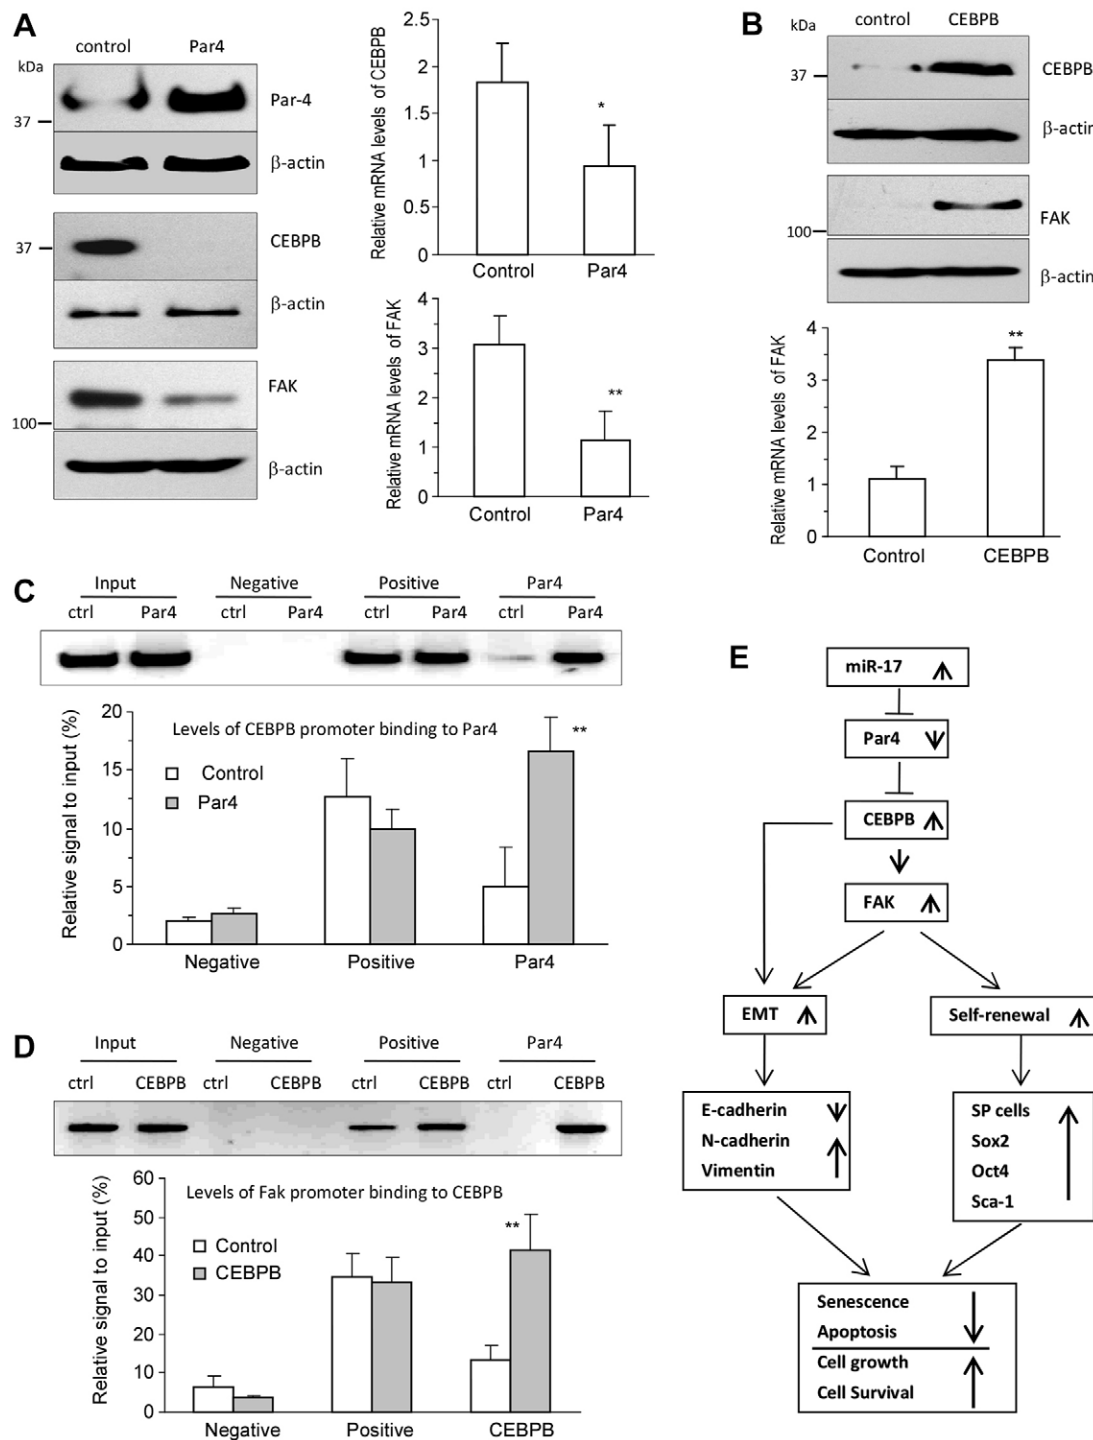 A
control Par4
kDa
Par-4
37
β-actin
CEBPB
37
β-actin
FAK
100
β-actin
Relative mRNA levels of CEBPB
2.5
2
1.5
1
0.5
0
*
Control Par4
Relative mRNA levels of FAK
4
3
2
1
0
**
Control Par4
B
kDa control CEBPB
37
CEBPB
β-actin
FAK
100
β-actin
Relative mRNA levels of FAK
4
3
2
1
0
**
Control CEBPB
C
Input Negative Positive Par4
ctrl Par4 ctrl Par4 ctrl Par4 ctrl Par4
Relative signal to input (%)
20
15
10
5
0
Levels of CEBPB promoter binding to Par4
**
Control
Par4
Negative Positive Par4
D
Input Negative Positive Par4
ctrl CEBPB ctrl CEBPB ctrl CEBPB ctrl CEBPB
Relative signal to input (%)
60
50
40
30
20
10
0
Levels of Fak promoter binding to CEBPB
**
Control
CEBPB
Negative Positive CEBPB
E
miR-17
Par4
CEBPB
FAK
EMT
Self-renewal
E-cadherin
N-cadherin
Vimentin
SP cells
Sox2
Oct4
Sca-1
Senescence
Apoptosis
Cell growth
Cell Survival